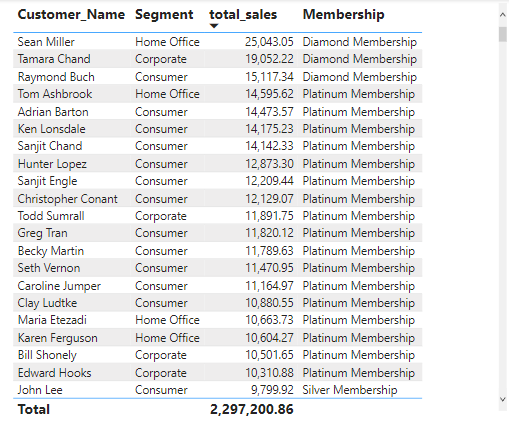 Customer_Name Segment total_sales Membership
Sean Miller Home Office 25,043.05 Diamond Membership
Tamara Chand Corporate 19,052.22 Diamond Membership
Raymond Buch Consumer 15,117.34 Diamond Membership
Tom Ashbrook Home Office 14,595.62 Platinum Membership
Adrian Barton Consumer 14,473.57 Platinum Membership
Ken Lonsdale Consumer 14,175.23 Platinum Membership
Sanjit Chand Consumer 14,142.33 Platinum Membership
Hunter Lopez Consumer 12,873.30 Platinum Membership
Sanjit Engle Consumer 12,209.44 Platinum Membership
Christopher Conant Consumer 12,129.07 Platinum Membership
Todd Sumrall Corporate 11,891.75 Platinum Membership
Greg Tran Consumer 11,820.12 Platinum Membership
Becky Martin Consumer 11,789.63 Platinum Membership
Seth Vernon Consumer 11,470.95 Platinum Membership
Caroline Jumper Consumer 11,164.97 Platinum Membership
Clay Ludtke Consumer 10,880.55 Platinum Membership
Maria Etezadi Home Office 10,663.73 Platinum Membership
Karen Ferguson Home Office 10,604.27 Platinum Membership
Bill Shonely Corporate 10,501.65 Platinum Membership
Edward Hooks Corporate 10,310.88 Platinum Membership
John Lee Consumer 9,799.92 Silver Membership
Total 2,297,200.86